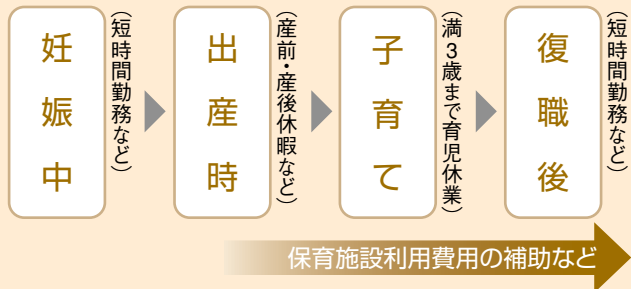 妊娠中
(短時間勤務など)
出産時
(産前・産後休暇など)
子育て
(満3歳まで育児休業)
復職後
(短時間勤務など)
保育施設利用費用の補助など